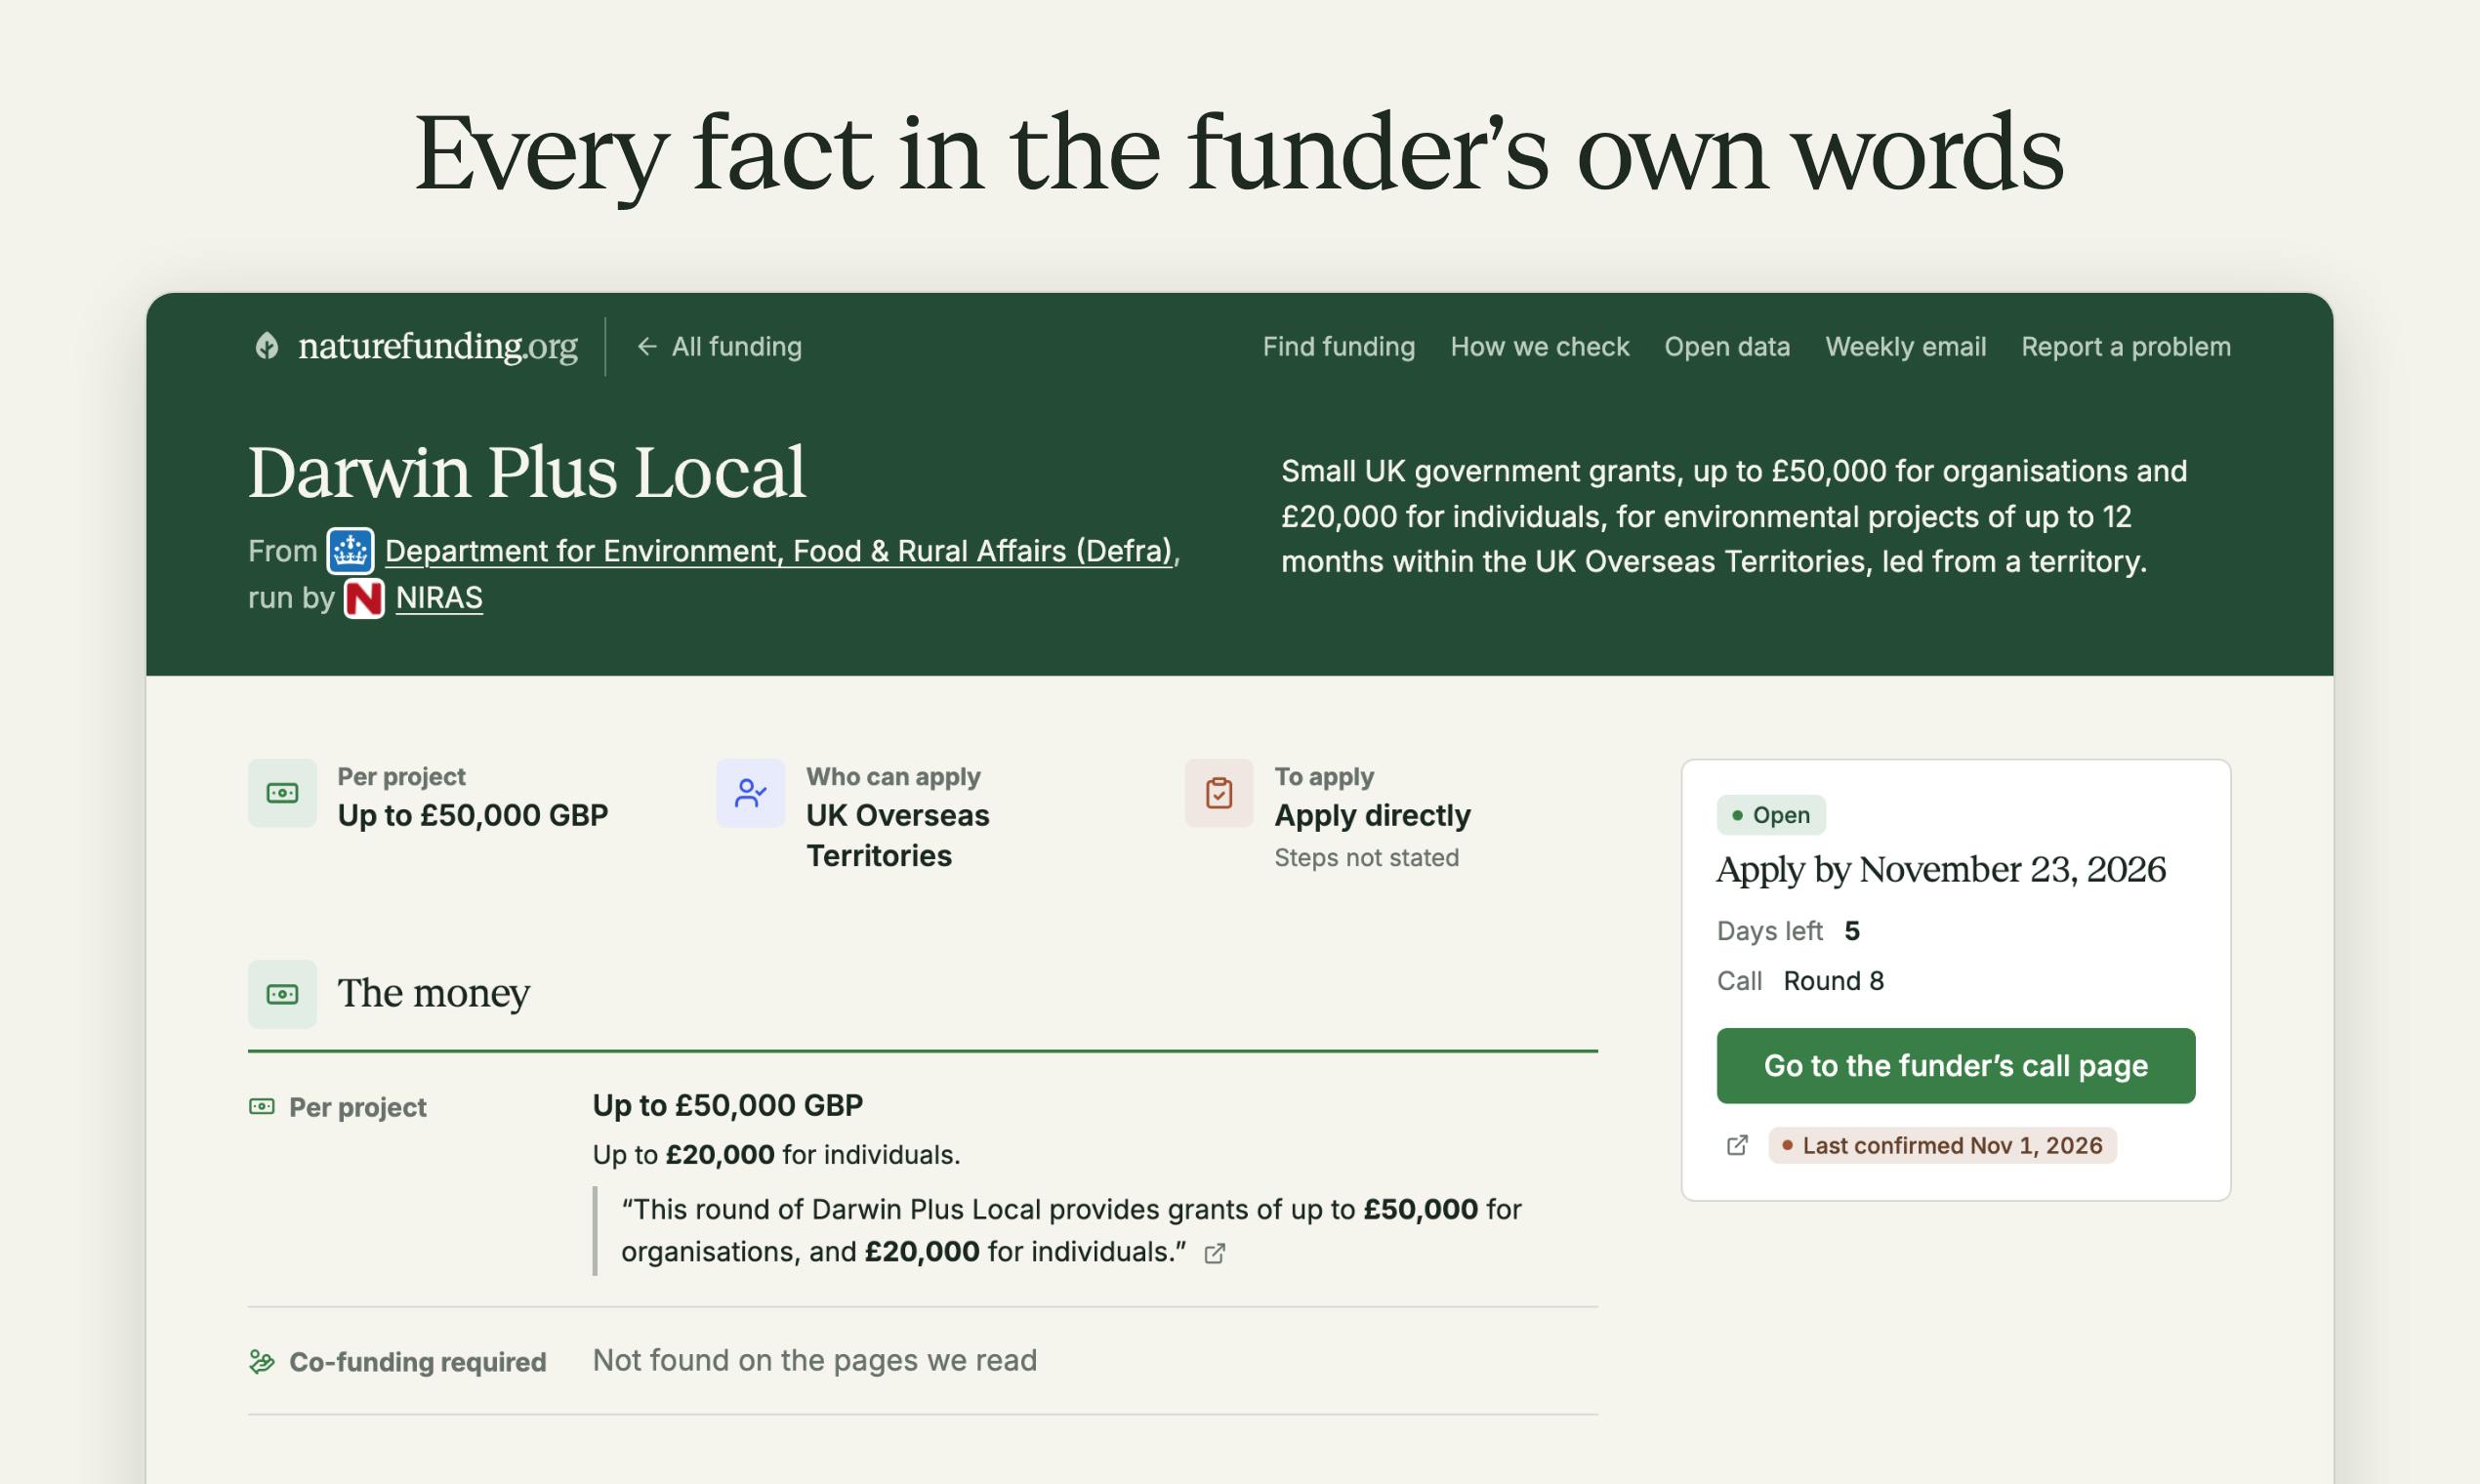 Every fact in the funder’s own words
naturefunding.org
← All funding
Find funding
How we check
Open data
Weekly email
Report a problem
Darwin Plus Local
From Department for Environment, Food & Rural Affairs (Defra),
run by N NIRAS
Small UK government grants, up to £50,000 for organisations and
£20,000 for individuals, for environmental projects of up to 12
months within the UK Overseas Territories, led from a territory.
Per project
Up to £50,000 GBP
Who can apply
UK Overseas
Territories
To apply
Apply directly
Steps not stated
Open
Apply by November 23, 2026
Days left 5
Call Round 8
Go to the funder’s call page
Last confirmed Nov 1, 2026
The money
Per project
Up to £50,000 GBP
Up to £20,000 for individuals.
“This round of Darwin Plus Local provides grants of up to £50,000 for
organisations, and £20,000 for individuals.”
Co-funding required
Not found on the pages we read